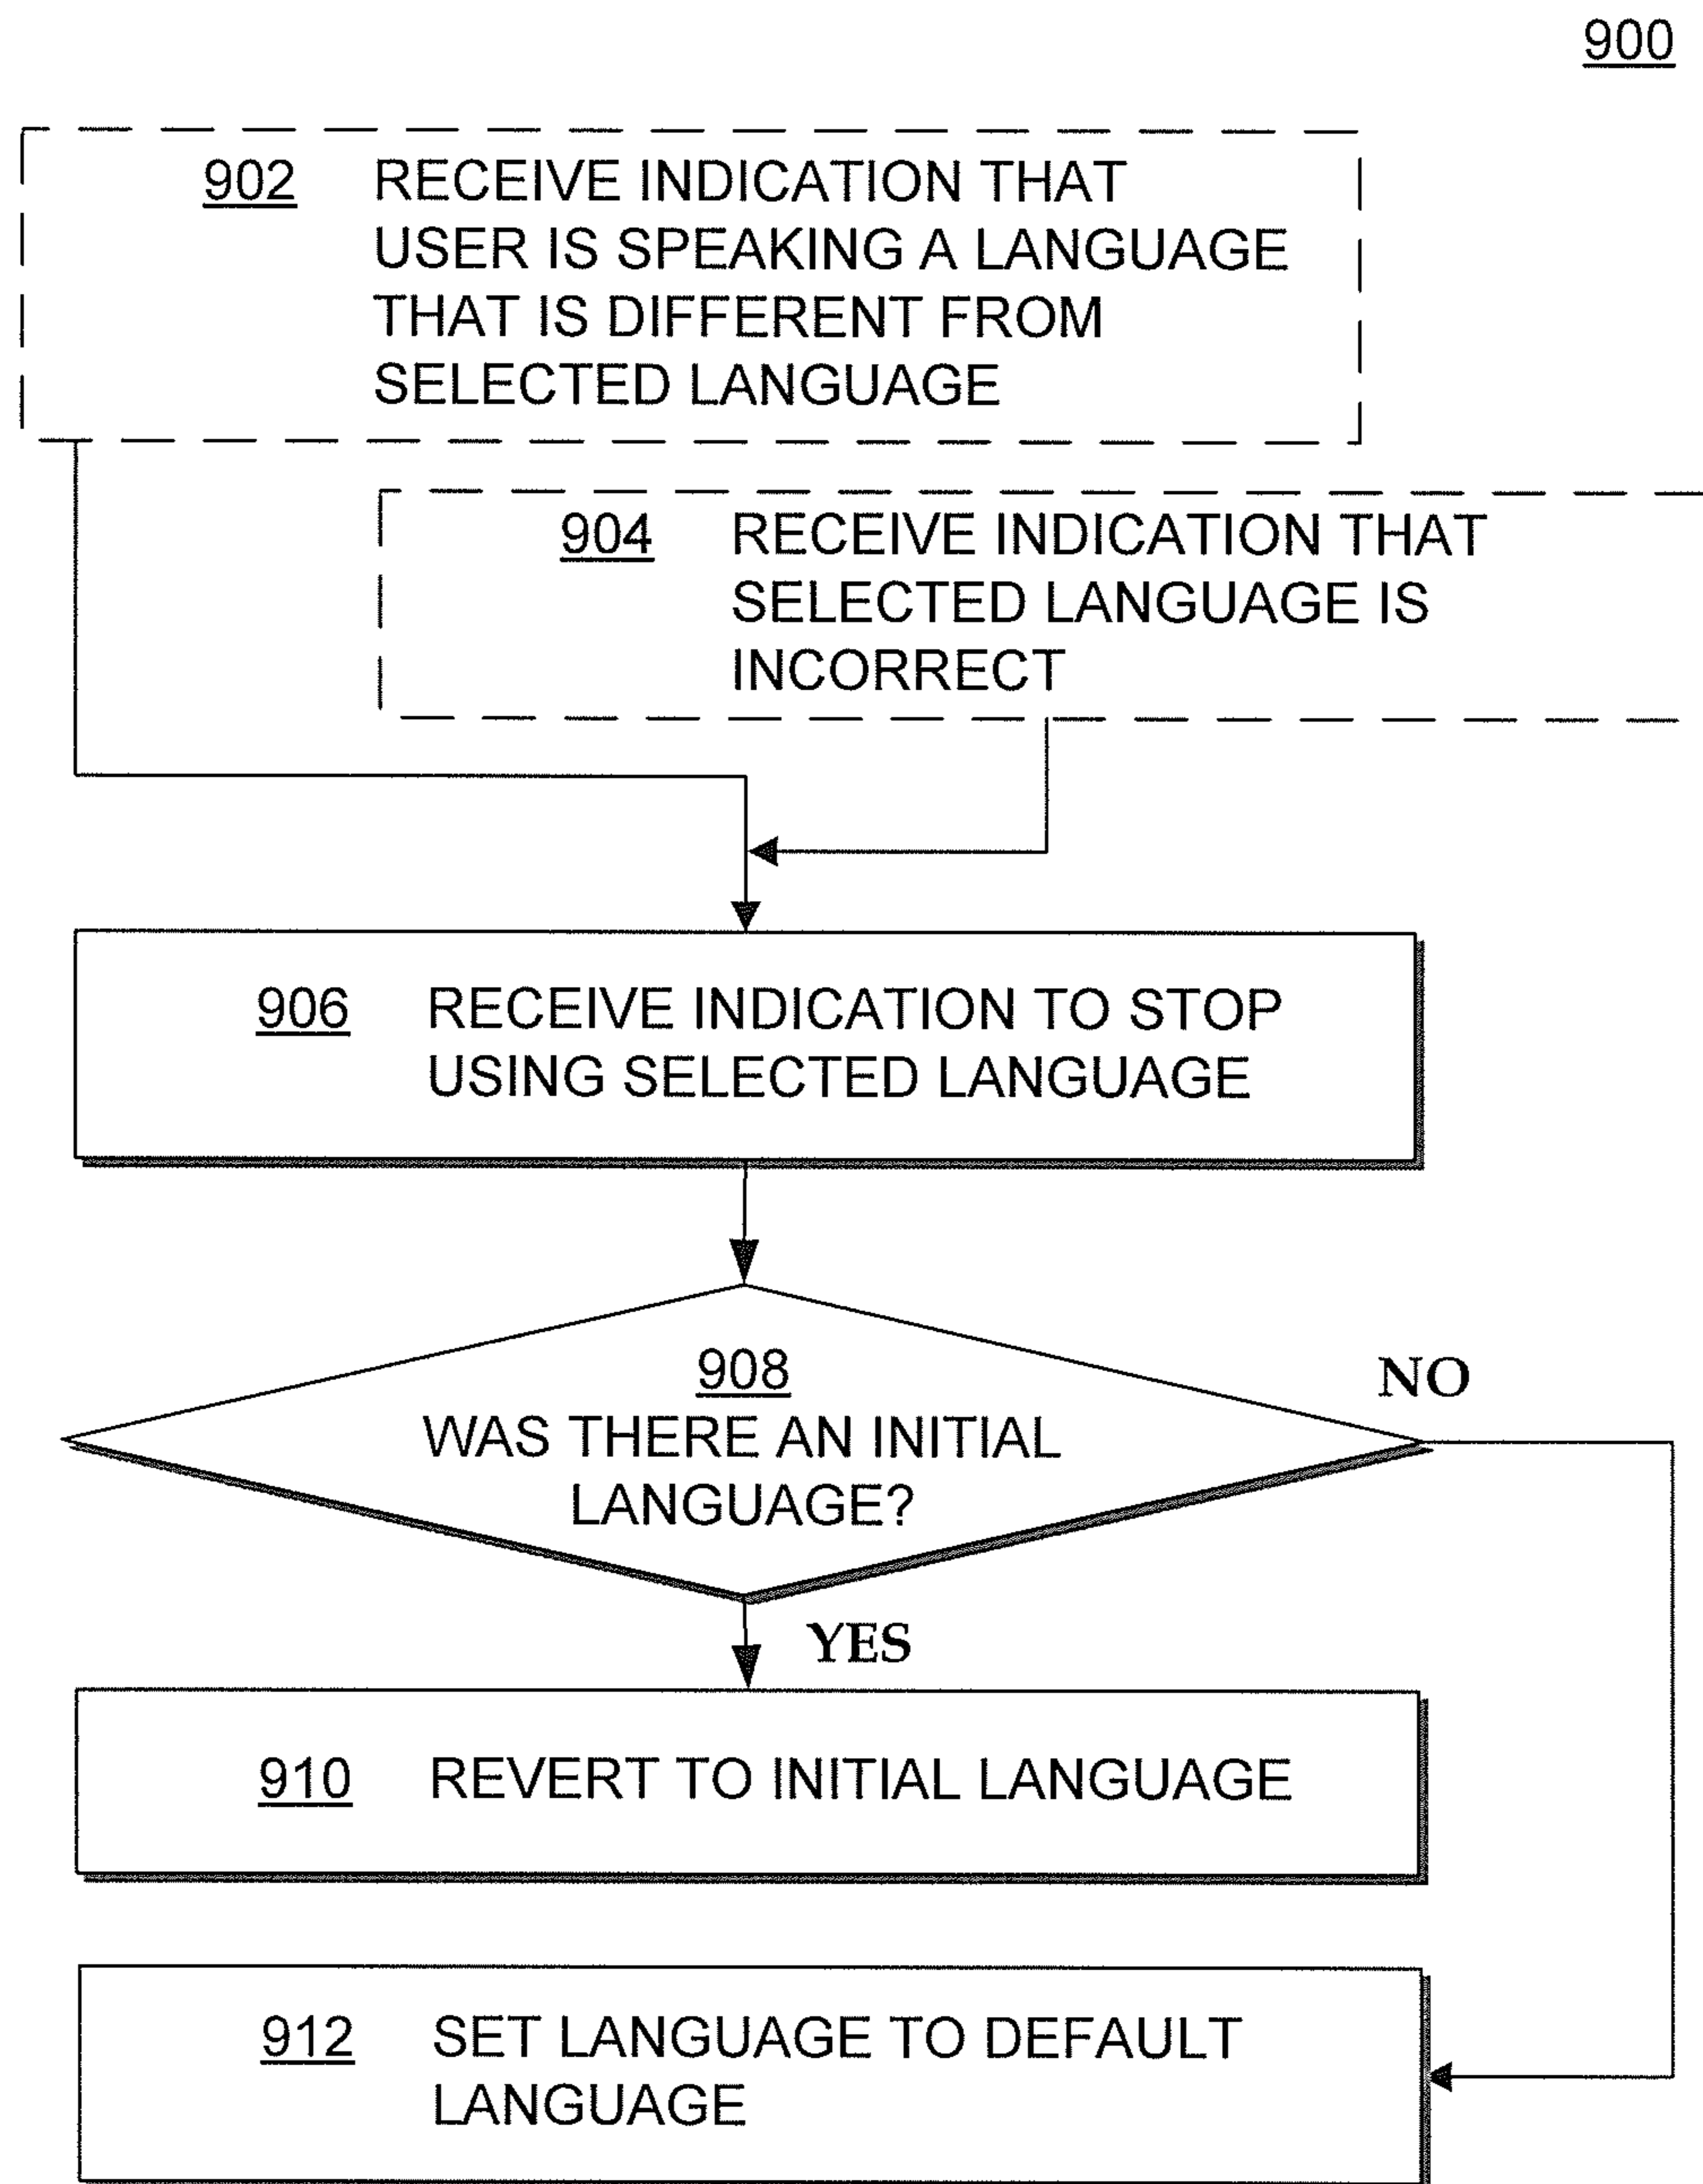 900
902 RECEIVE INDICATION THAT
USER IS SPEAKING A LANGUAGE
THAT IS DIFFERENT FROM
SELECTED LANGUAGE
904 RECEIVE INDICATION THAT
SELECTED LANGUAGE IS
INCORRECT
906 RECEIVE INDICATION TO STOP
USING SELECTED LANGUAGE
908
WAS THERE AN INITIAL
LANGUAGE?
NO
YES
910 REVERT TO INITIAL LANGUAGE
912 SET LANGUAGE TO DEFAULT
LANGUAGE